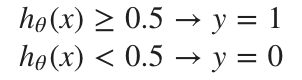 hθ(x) ≥ 0.5 → y = 1
hθ(x) < 0.5 → y = 0